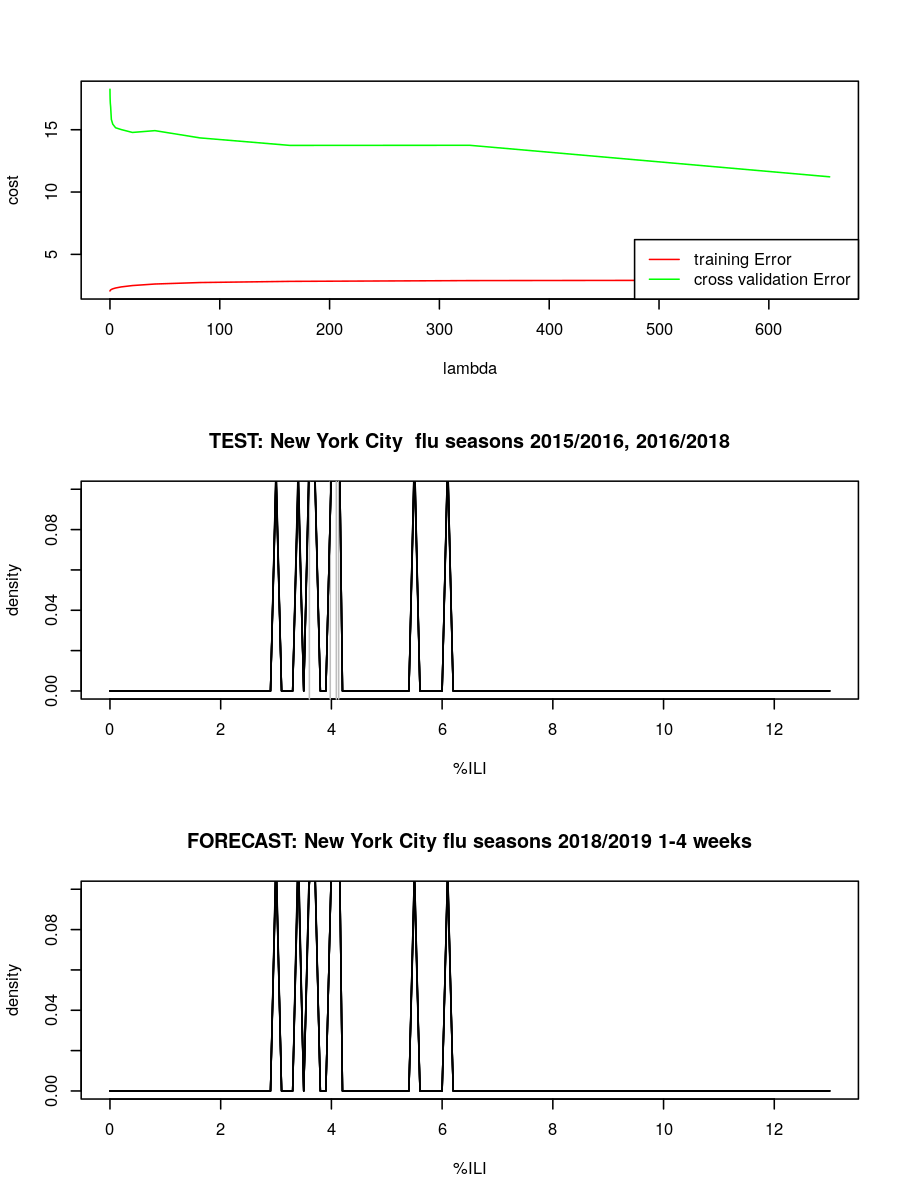 cost
15
10
5
training Error
cross validation Error
0 100 200 300 400 500 600
lambda
TEST: New York City  flu seasons 2015/2016, 2016/2018
density
0.08
0.04
0.00
0 2 4 6 8 10 12
%ILI
FORECAST: New York City flu seasons 2018/2019 1-4 weeks
density
0.08
0.04
0.00
0 2 4 6 8 10 12
%ILI